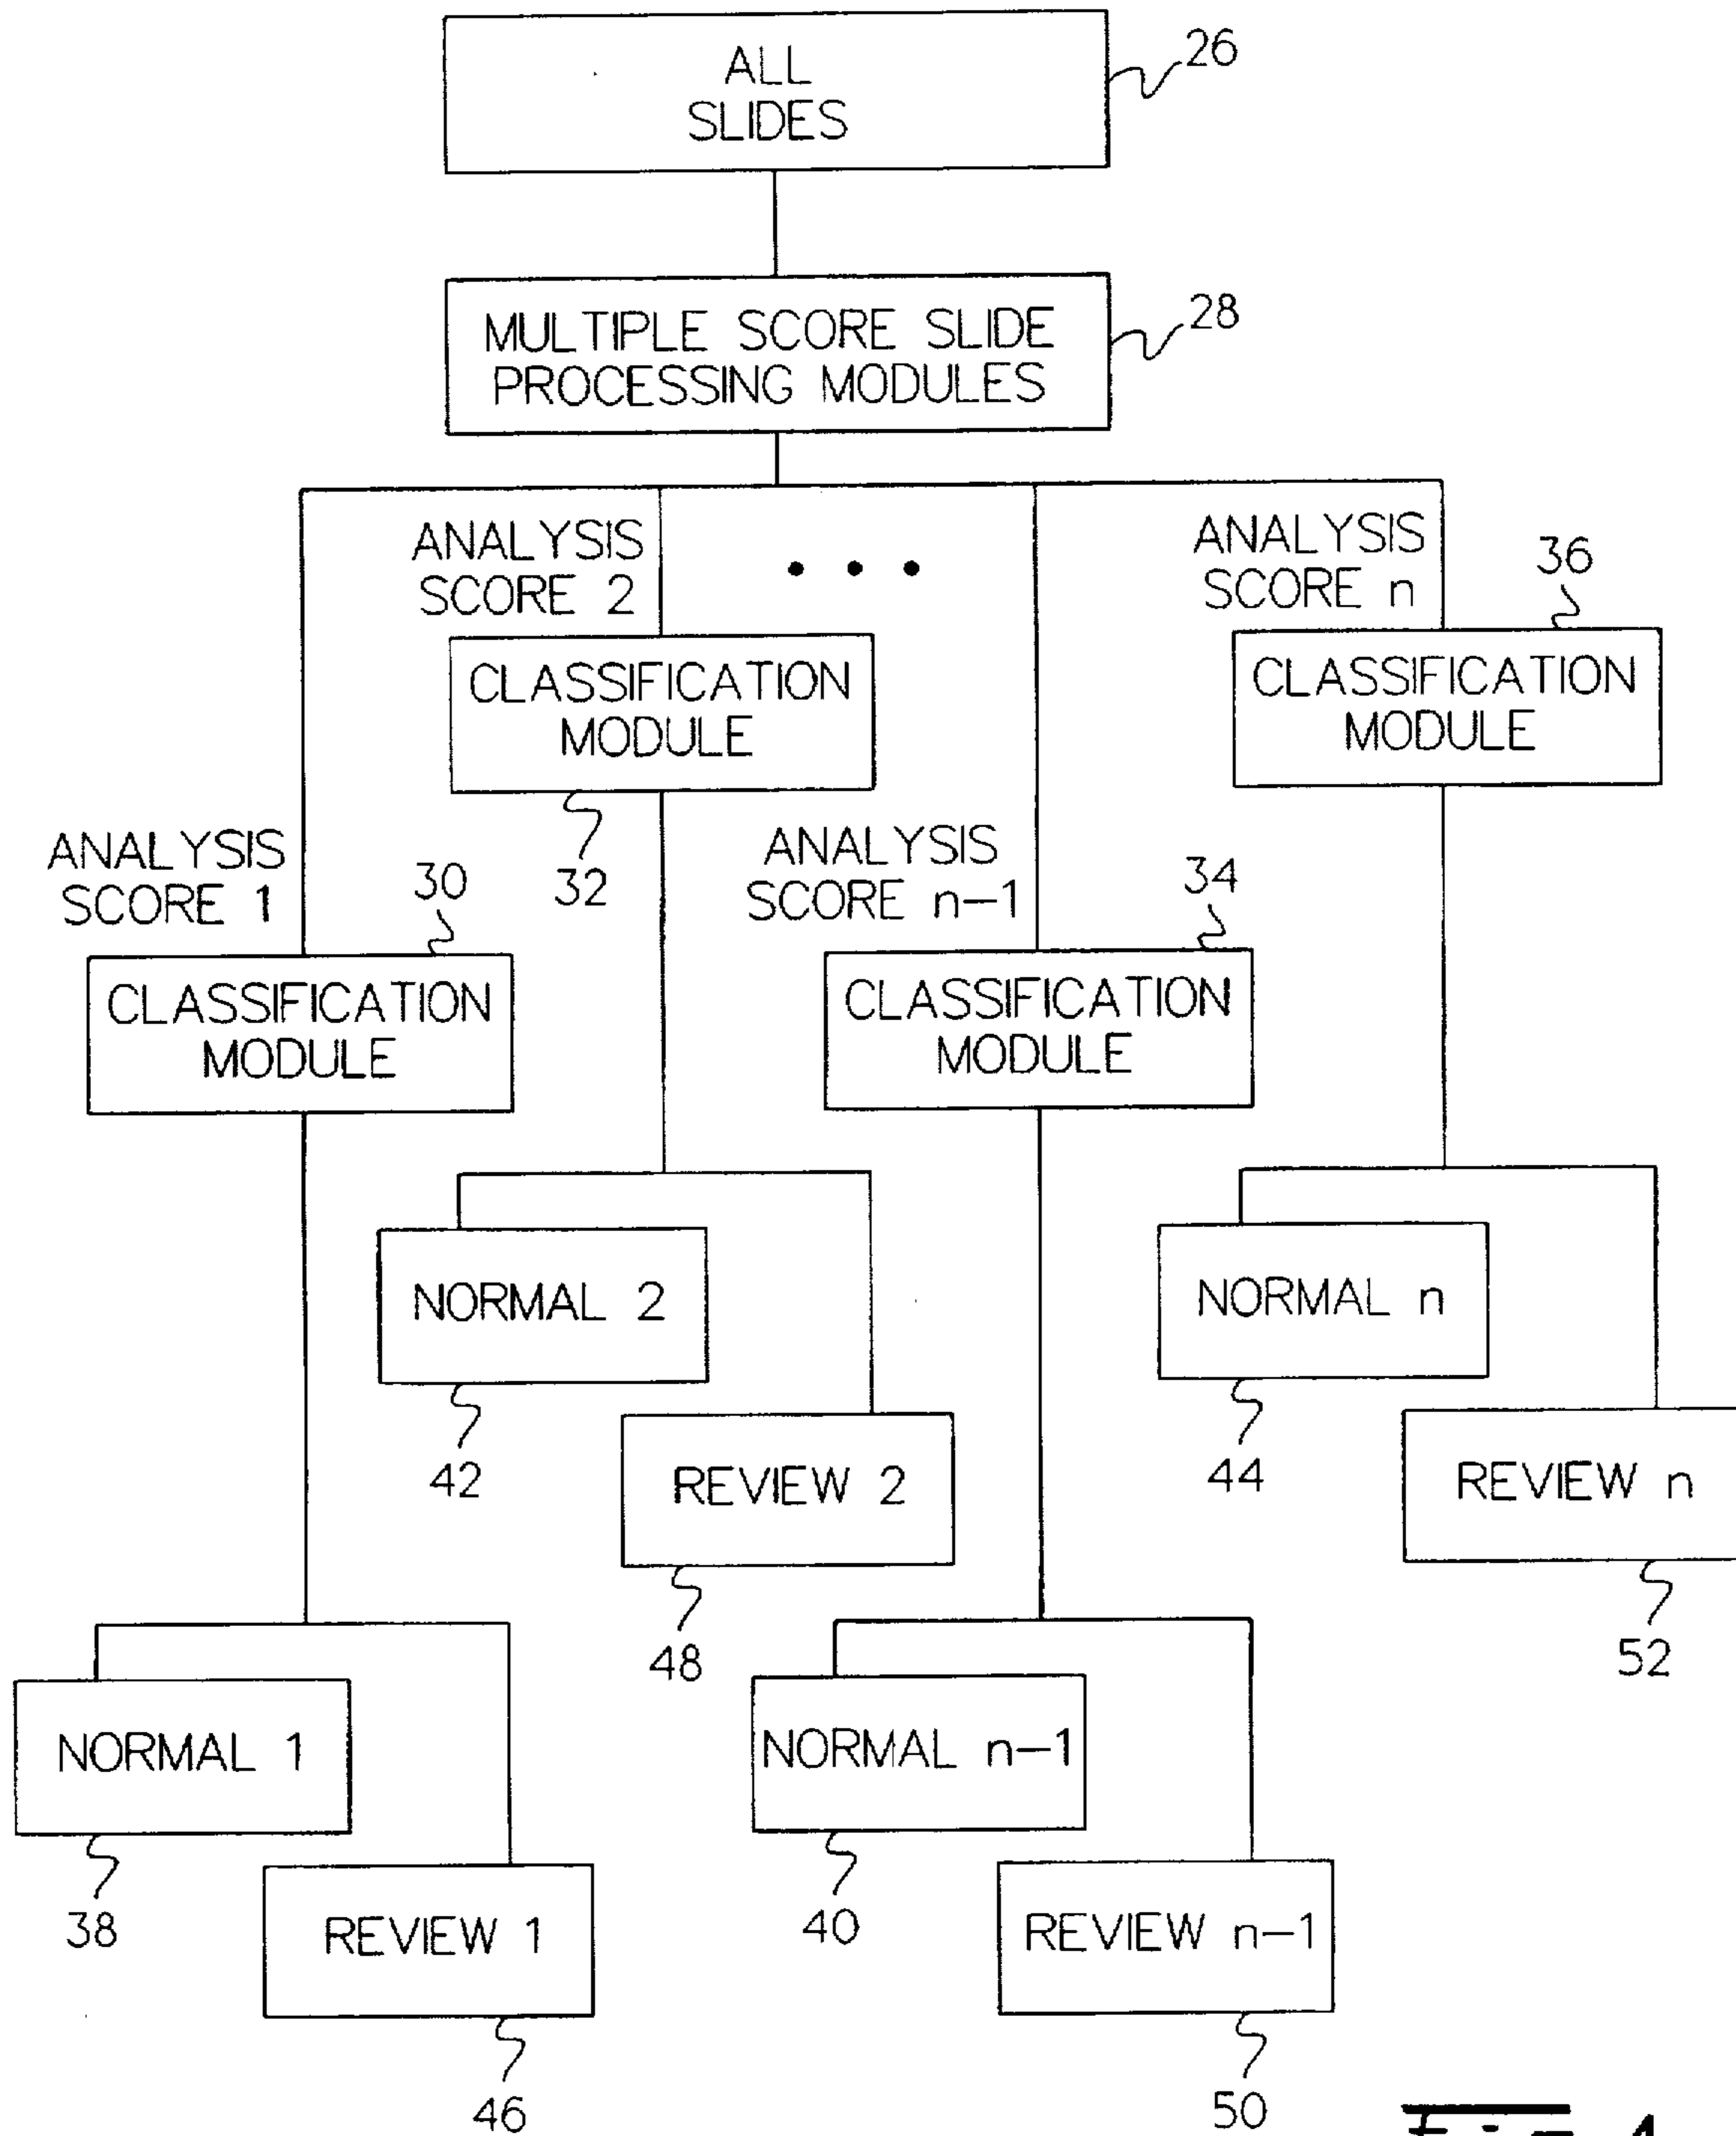 ALL
SLIDES
26
MULTIPLE SCORE SLIDE
PROCESSING MODULES
28
ANALYSIS
SCORE 2
• • •
ANALYSIS
SCORE n
36
CLASSIFICATION
MODULE
32
CLASSIFICATION
MODULE
ANALYSIS
SCORE 1
30
ANALYSIS
SCORE n-1
34
CLASSIFICATION
MODULE
CLASSIFICATION
MODULE
NORMAL 2
42
NORMAL n
44
REVIEW 2
48
REVIEW n
52
NORMAL 1
38
NORMAL n-1
40
REVIEW 1
46
REVIEW n-1
50